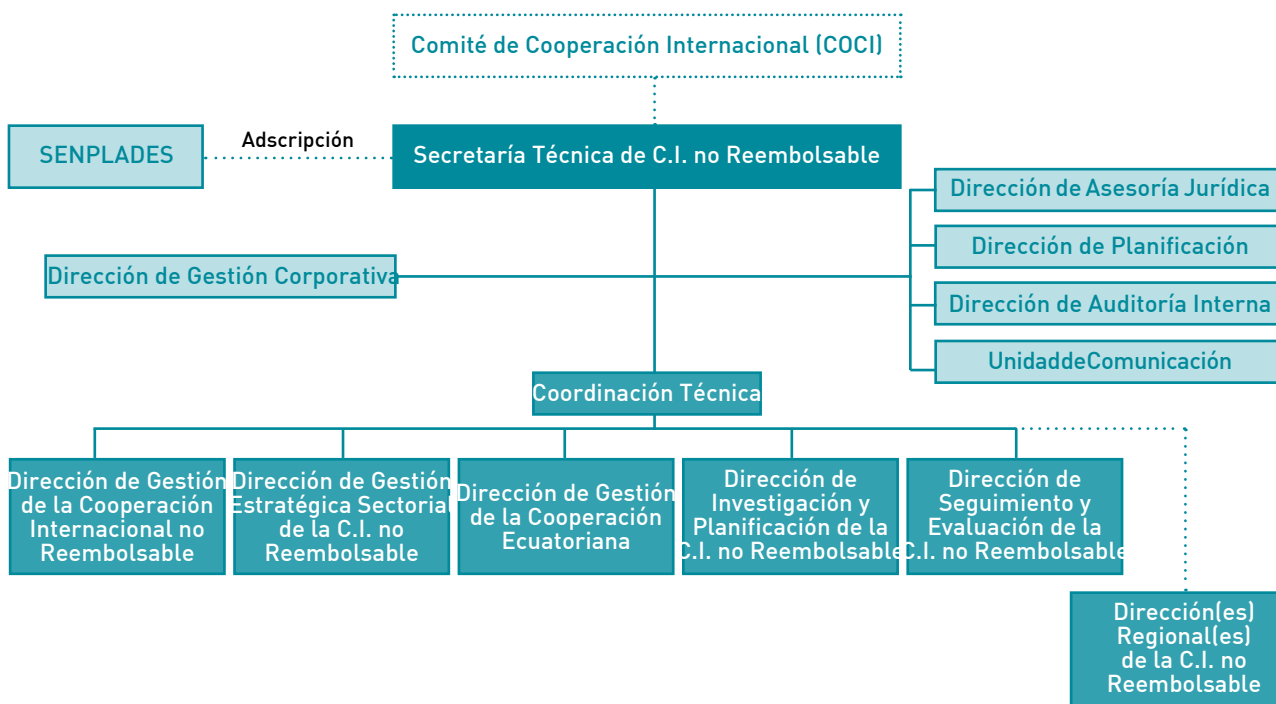 Comité de Cooperación Internacional (COCI)
SENPLADES
Adscripción
Secretaría Técnica de C.I. no Reembolsable
Dirección de Asesoría Jurídica
Dirección de Planificación
Dirección de Gestión Corporativa
Dirección de Auditoría Interna
UnidaddeComunicación
Coordinación Técnica
Dirección de Gestión
de la Cooperación
Internacional no
Reembolsable
Dirección de Gestión
Estratégica Sectorial
de la C.I. no
Reembolsable
Dirección de Gestión
de la Cooperación
Ecuatoriana
Dirección de
Investigación y
Planificación de la
C.I. no Reembolsable
Dirección de
Seguimiento y
Evaluación de la
C.I. no Reembolsable
Dirección(es)
Regional(es)
de la C.I. no
Reembolsable